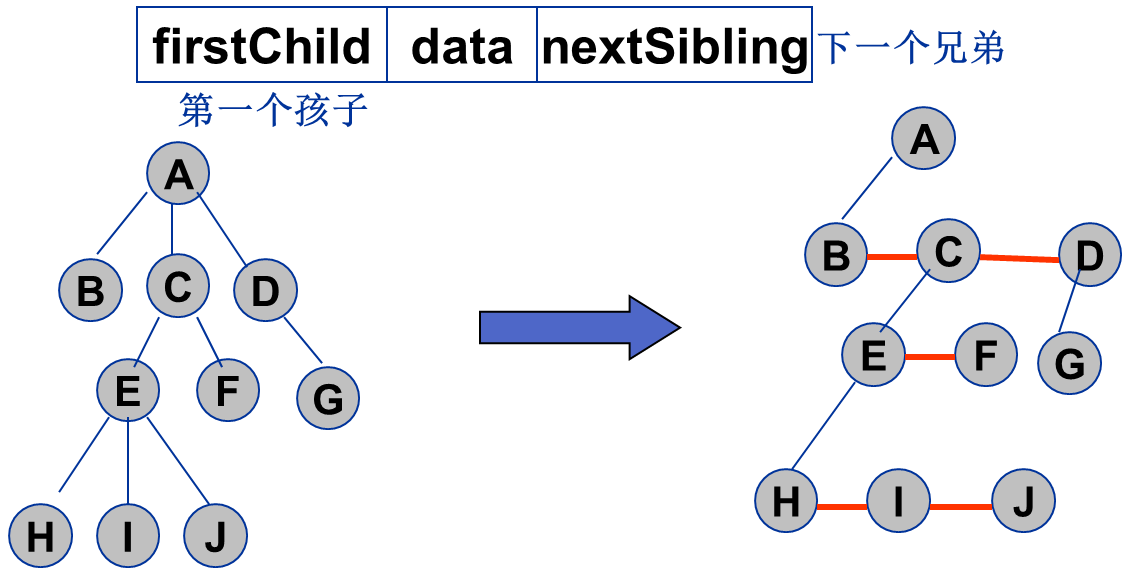 firstChild data nextSibling 下一个兄弟
第一个孩子
A
B C D
E F G
H I J
A
B C D
E F G
H I J